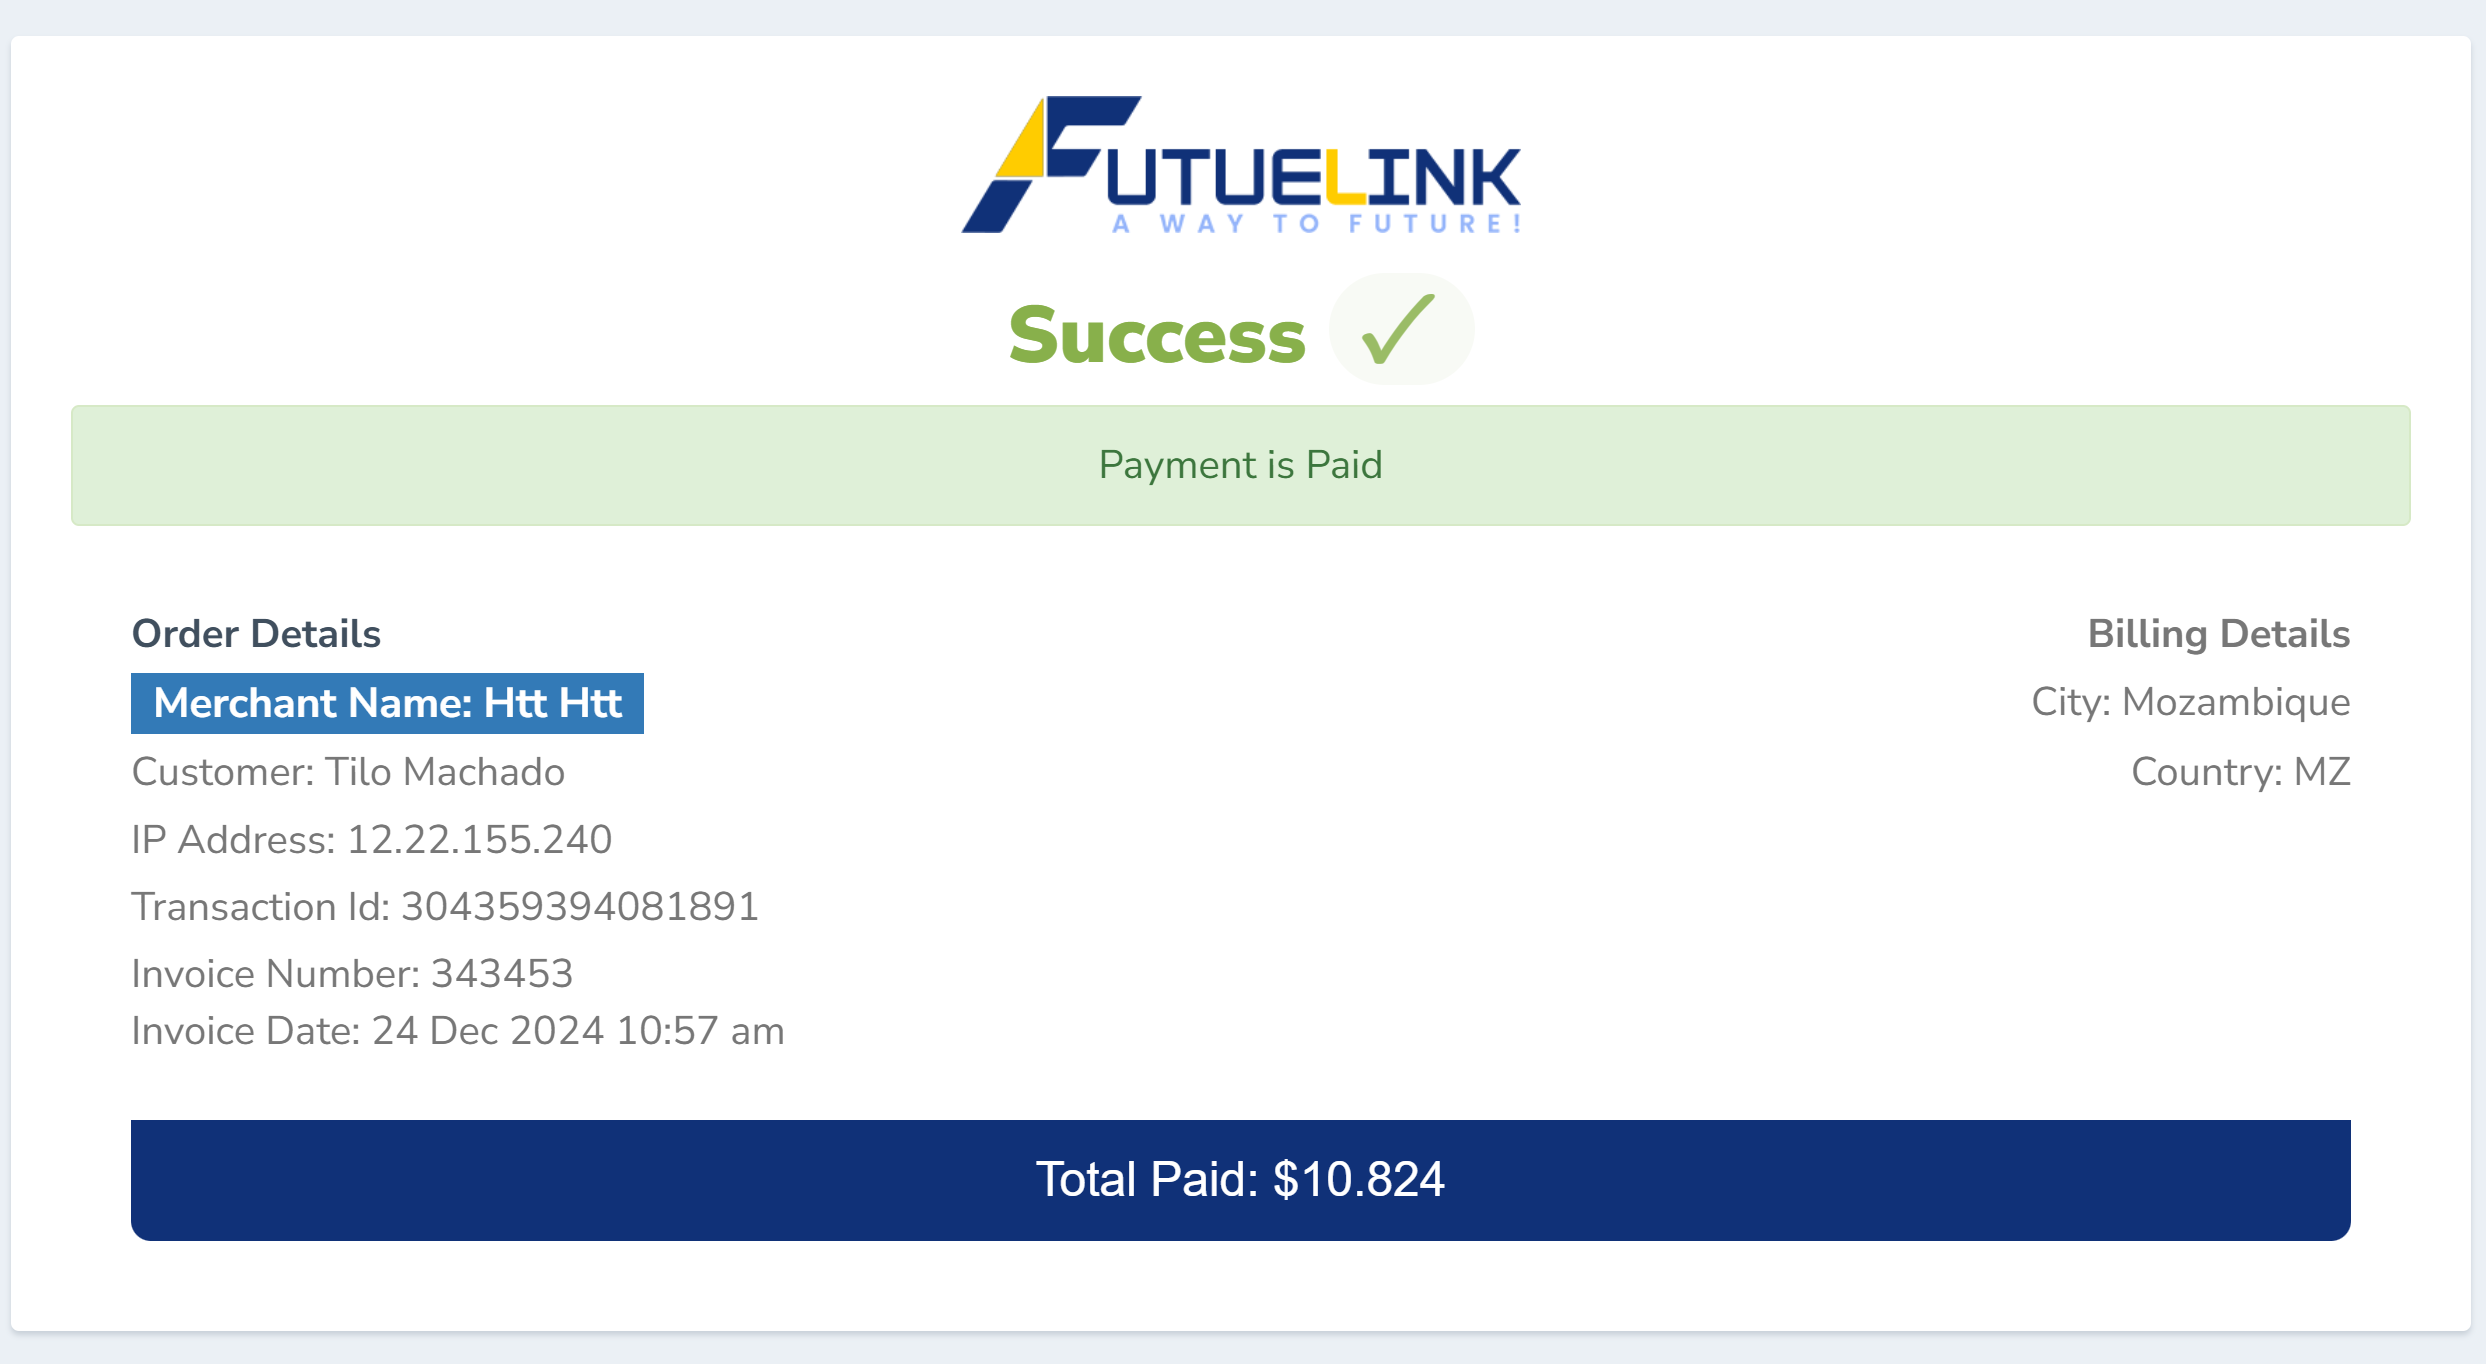 FUTUELINK
A WAY TO FUTURE!
Success ✓
Payment is Paid
Order Details
Merchant Name: Htt Htt
Customer: Tilo Machado
IP Address: 12.22.155.240
Transaction Id: 304359394081891
Invoice Number: 343453
Invoice Date: 24 Dec 2024 10:57 am
Billing Details
City: Mozambique
Country: MZ
Total Paid: $10.824